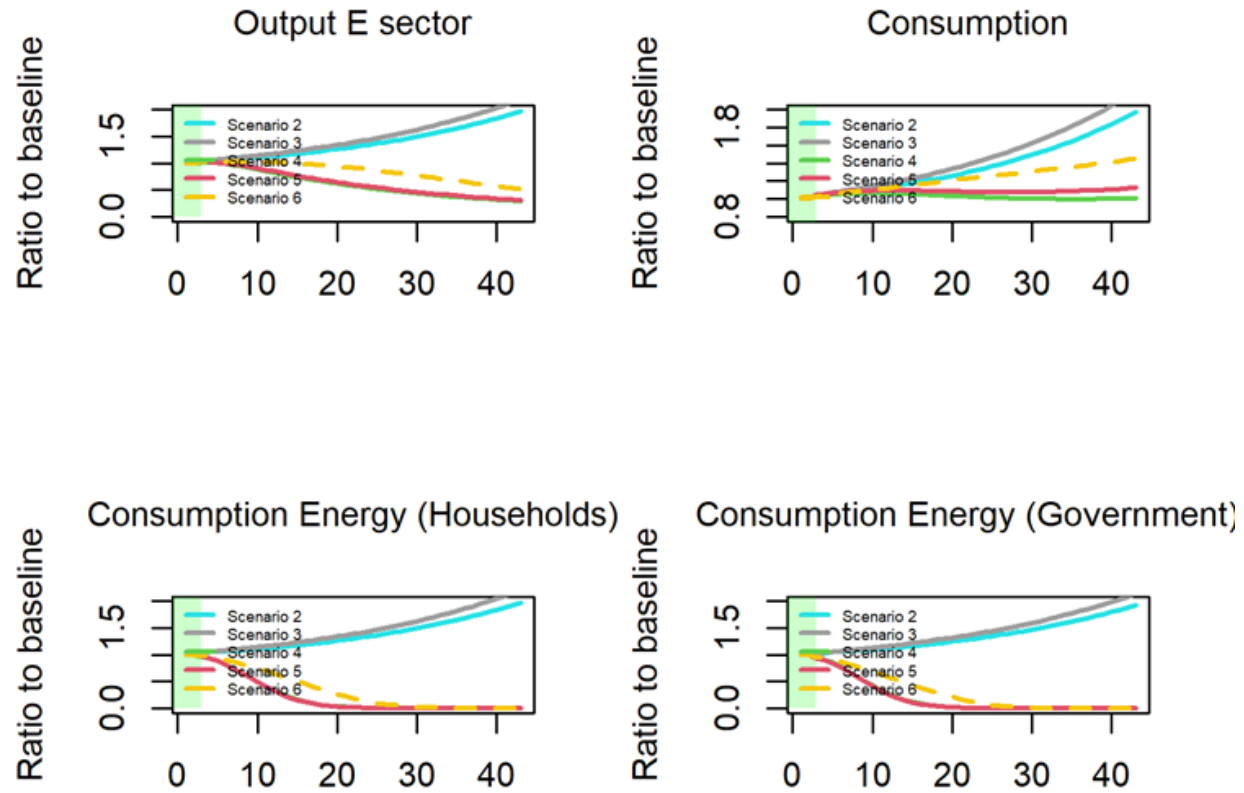 Output E sector
Ratio to baseline
1.5
0.0
Scenario 2
Scenario 3
Scenario 4
Scenario 5
Scenario 6
0 10 20 30 40
Consumption
Ratio to baseline
1.8
0.8
Scenario 2
Scenario 3
Scenario 4
Scenario 5
Scenario 6
0 10 20 30 40
Consumption Energy (Households)
Ratio to baseline
1.5
0.0
Scenario 2
Scenario 3
Scenario 4
Scenario 5
Scenario 6
0 10 20 30 40
Consumption Energy (Government)
Ratio to baseline
1.5
0.0
Scenario 2
Scenario 3
Scenario 4
Scenario 5
Scenario 6
0 10 20 30 40